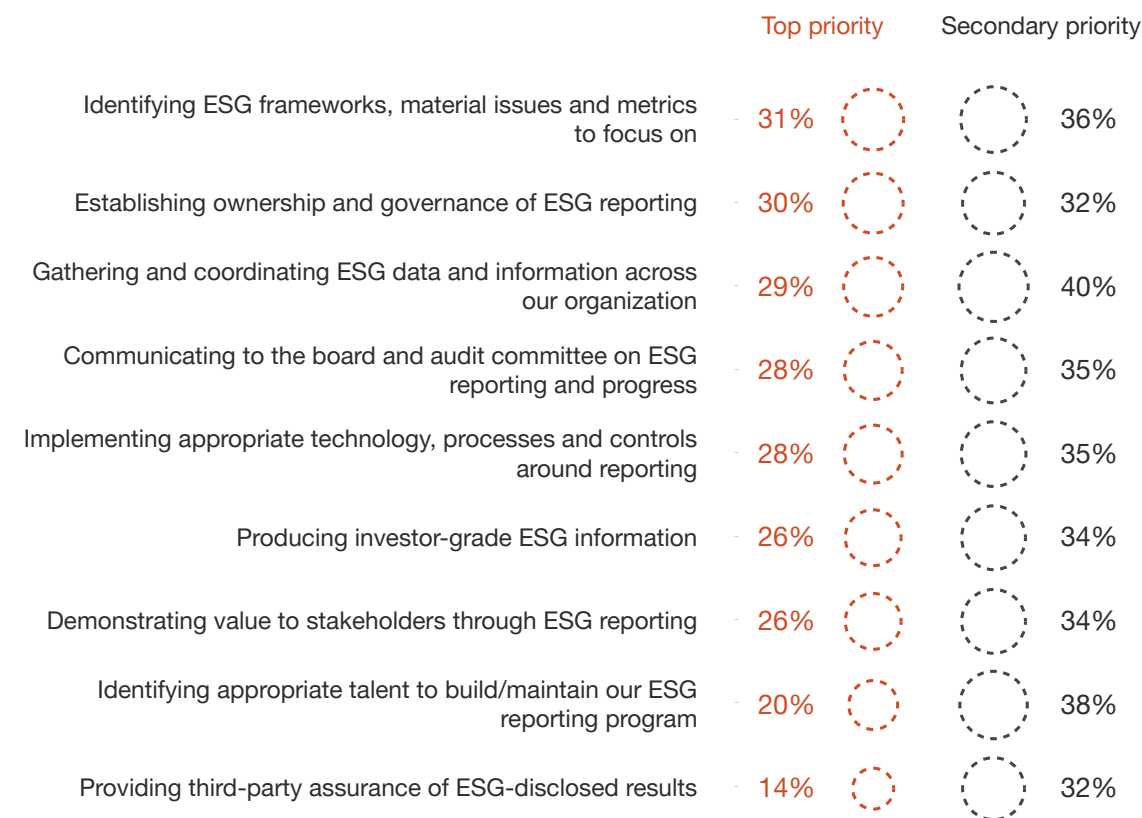 Top priority Secondary priority
Identifying ESG frameworks, material issues and metrics
to focus on
31% 36%
Establishing ownership and governance of ESG reporting 30% 32%
Gathering and coordinating ESG data and information across
our organization
29% 40%
Communicating to the board and audit committee on ESG
reporting and progress
28% 35%
Implementing appropriate technology, processes and controls
around reporting
28% 35%
Producing investor-grade ESG information 26% 34%
Demonstrating value to stakeholders through ESG reporting 26% 34%
Identifying appropriate talent to build/maintain our ESG
reporting program
20% 38%
Providing third-party assurance of ESG-disclosed results 14% 32%